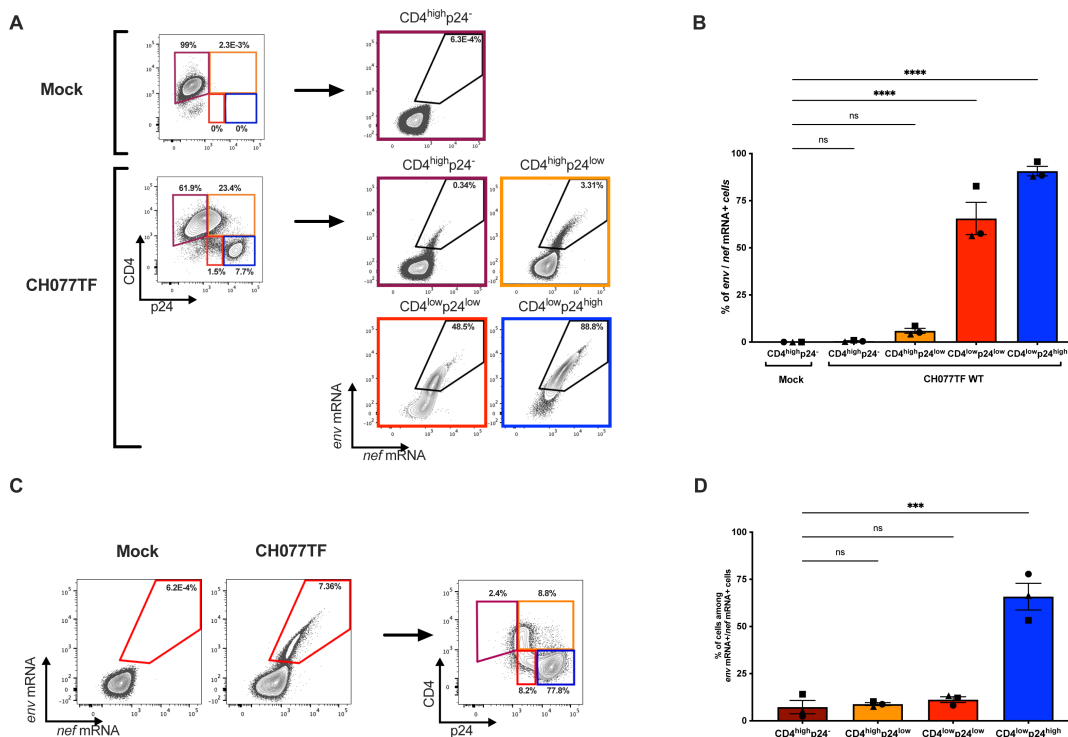 A
Mock
99%
2.3E-3%
0%
0%
CD4highp24-
6.3E-4%
CH077TF
61.9%
23.4%
1.5%
7.7%
CD4
p24
CD4highp24-
0.34%
CD4highp24low
3.31%
CD4lowp24low
48.5%
CD4lowp24high
88.8%
env mRNA
nef mRNA
B
****
****
ns
ns
% of env / nef mRNA+ cells
100
75
50
25
0
CD4highp24-
CD4highp24-
CD4highp24low
CD4lowp24low
CD4lowp24high
Mock
CH077TF WT
C
Mock
CH077TF
6.2E-4%
7.36%
env mRNA
nef mRNA
2.4%
8.8%
8.2%
77.8%
CD4
p24
D
***
ns
ns
% of cells among
env mRNA+/nef mRNA+ cells
100
75
50
25
0
CD4highp24-
CD4highp24low
CD4lowp24low
CD4lowp24high